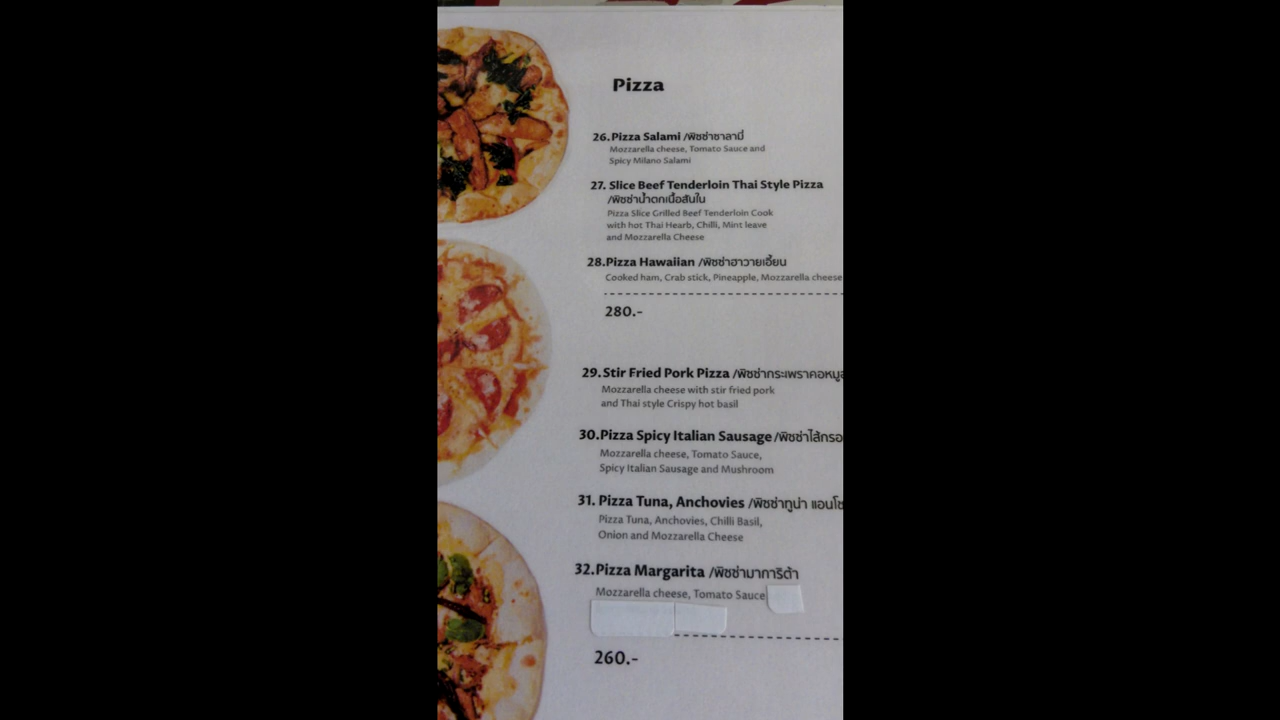 Pizza
26. Pizza Salami /พิซซ่าซาลามี่
Mozzarella cheese, Tomato Sauce and
Spicy Milano Salami
27. Slice Beef Tenderloin Thai Style Pizza
/พิซซ่าน้ำตกเนื้อสันใน
Pizza Slice Grilled Beef Tenderloin Cook
with hot Thai Hearb, Chilli, Mint leave
and Mozzarella Cheese
28.Pizza Hawaiian /พิซซ่าฮาวายเอี้ยน
Cooked ham, Crab stick, Pineapple, Mozzarella cheese
280.-
29. Stir Fried Pork Pizza /พิซซ่ากระเพราคอหมู
Mozzarella cheese with stir fried pork
and Thai style Crispy hot basil
30.Pizza Spicy Italian Sausage /พิซซ่าไส้กรอ
Mozzarella cheese, Tomato Sauce,
Spicy Italian Sausage and Mushroom
31. Pizza Tuna, Anchovies /พิซซ่าทูน่า แอนโช
Pizza Tuna, Anchovies, Chilli Basil,
Onion and Mozzarella Cheese
32.Pizza Margarita /พิซซ่ามาการิต้า
Mozzarella cheese, Tomato Sauce
260.-